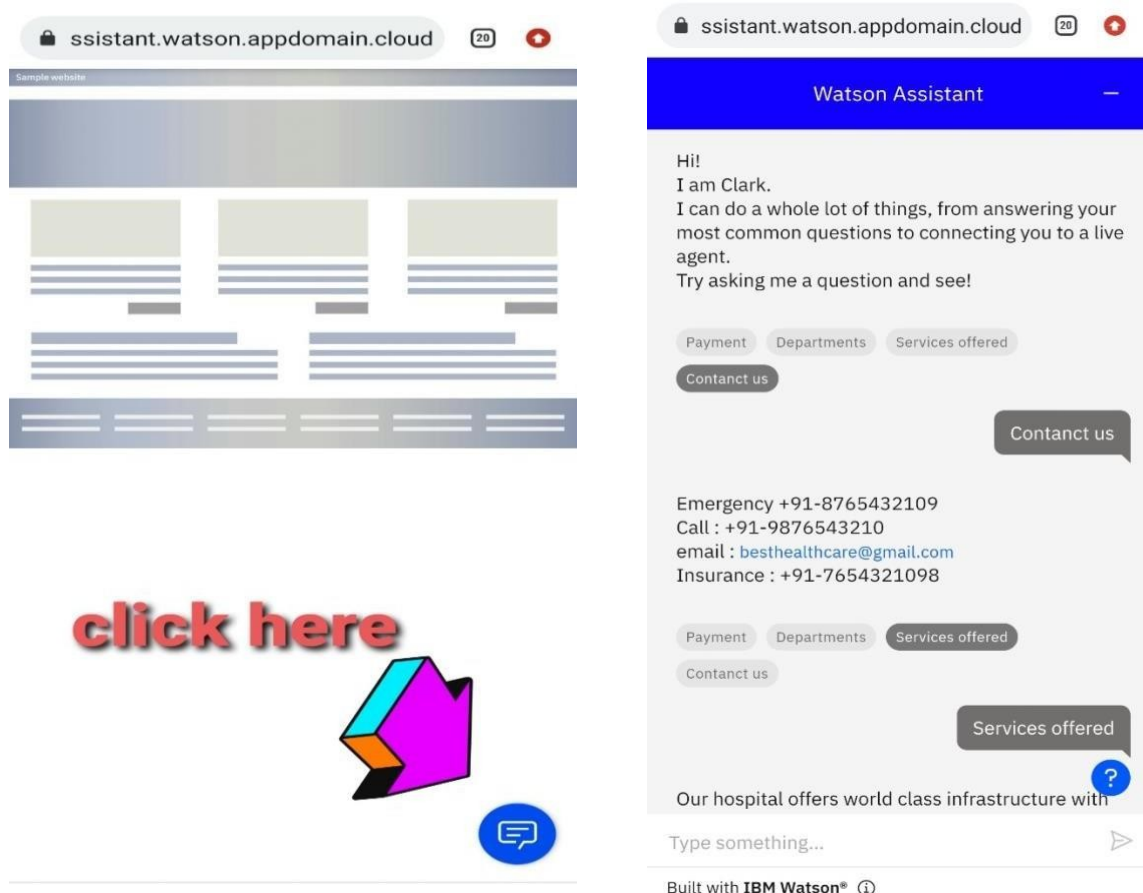 ssistant.watson.appdomain.cloud
20
Sample website
click here
ssistant.watson.appdomain.cloud
20
Watson Assistant
Hi!
I am Clark.
I can do a whole lot of things, from answering your
most common questions to connecting you to a live
agent.
Try asking me a question and see!
Payment Departments Services offered
Contanct us
Contanct us
Emergency +91-8765432109
Call : +91-9876543210
email : besthealthcare@gmail.com
Insurance : +91-7654321098
Payment Departments Services offered
Contanct us
Services offered
?
Our hospital offers world class infrastructure with
Type something...
Built with IBM Watson®